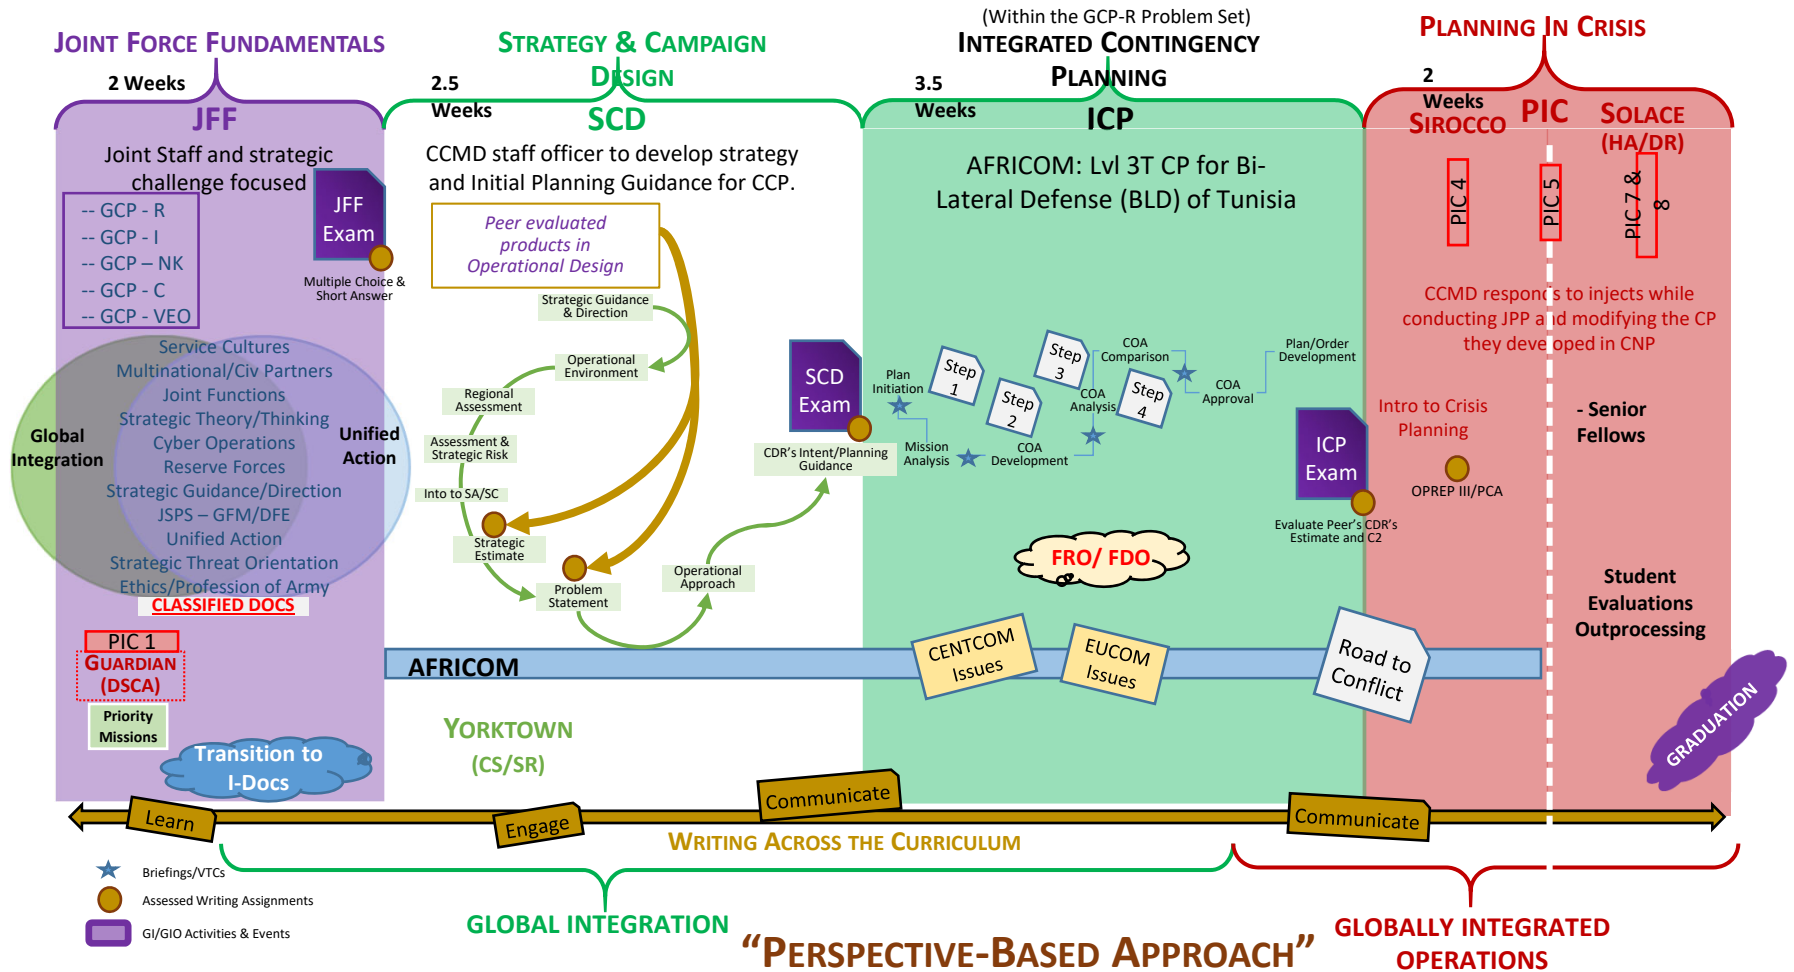 JOINT FORCE FUNDAMENTALS
2 Weeks
JFF
Joint Staff and strategic
challenge focused
-- GCP - R
-- GCP - I
-- GCP – NK
-- GCP - C
-- GCP - VEO
JFF
Exam
Multiple Choice &
Short Answer
Global
Integration
Unified
Action
Service Cultures
Multinational/Civ Partners
Joint Functions
Strategic Theory/Thinking
Cyber Operations
Reserve Forces
Strategic Guidance/Direction
JSPS – GFM/DFE
Unified Action
Strategic Threat Orientation
Ethics/Profession of Army
CLASSIFIED DOCS
PIC 1
GUARDIAN
(DSCA)
Priority
Missions
Transition to
I-Docs
STRATEGY & CAMPAIGN
DESIGN
2.5
Weeks
SCD
CCMD staff officer to develop strategy
and Initial Planning Guidance for CCP.
Peer evaluated
products in
Operational Design
Strategic Guidance
& Direction
Operational
Environment
Regional
Assessment
Assessment &
Strategic Risk
Into to SA/SC
Strategic
Estimate
Problem
Statement
Operational
Approach
CDR's Intent/Planning
Guidance
SCD
Exam
AFRICOM
YORKTOWN
(CS/SR)
(Within the GCP-R Problem Set)
INTEGRATED CONTINGENCY
PLANNING
3.5
Weeks
ICP
AFRICOM: Lvl 3T CP for Bi-
Lateral Defense (BLD) of Tunisia
Plan
Initiation
Step
1
Mission
Analysis
Step
2
COA
Development
Step
3
COA
Analysis
COA
Comparison
Step
4
COA
Approval
Plan/Order
Development
ICP
Exam
Evaluate Peer's CDR's
Estimate and C2
FRO/ FDO
CENTCOM
Issues
EUCOM
Issues
Road to
Conflict
PLANNING IN CRISIS
2
Weeks
SIROCCO
PIC
SOLACE
(HA/DR)
PIC 4
PIC 5
PIC 7 &
8
CCMD responds to injects while
conducting JPP and modifying the CP
they developed in CNP
Intro to Crisis
Planning
OPREP III/PCA
- Senior
Fellows
Student
Evaluations
Outprocessing
GRADUATION
Learn
Engage
Communicate
Communicate
WRITING ACROSS THE CURRICULUM
Briefings/VTCs
Assessed Writing Assignments
GI/GIO Activities & Events
GLOBAL INTEGRATION
"PERSPECTIVE-BASED APPROACH"
GLOBALLY INTEGRATED
OPERATIONS